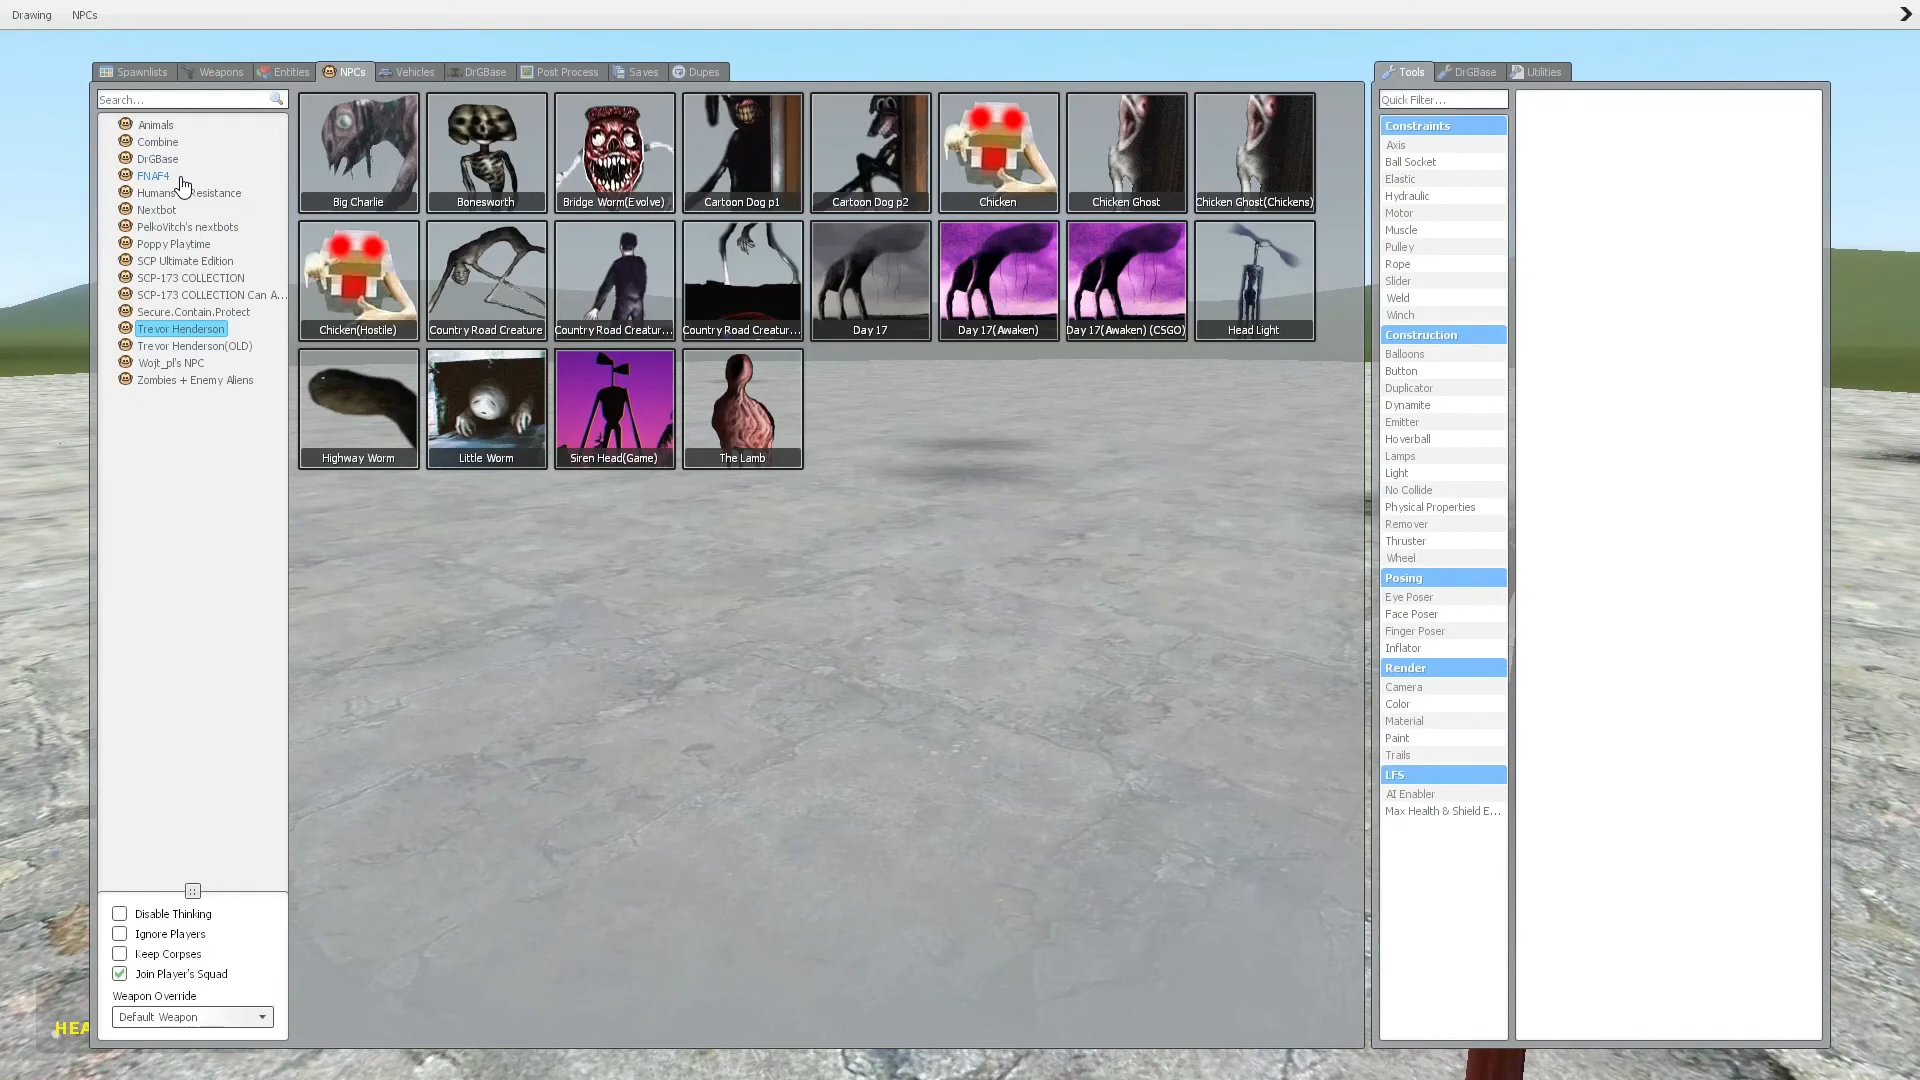 Drawing NPCs
Spawnlists Weapons Entities NPCs Vehicles DrGBase Post Process Saves Dupes
Search...
Animals
Combine
DrGBase
FNAF4
Humans Resistance
Nextbot
PelkoVitch's nextbots
Poppy Playtime
SCP Ultimate Edition
SCP-173 COLLECTION
SCP-173 COLLECTION Can A...
Secure.Contain.Protect
Trevor Henderson
Trevor Henderson(OLD)
Wojt_pl's NPC
Zombies + Enemy Aliens
Disable Thinking
Ignore Players
Keep Corpses
Join Player's Squad
Weapon Override
Default Weapon
HEA
Big Charlie Bonesworth Bridge Worm(Evolve) Cartoon Dog p1 Cartoon Dog p2 Chicken Chicken Ghost Chicken Ghost(Chickens)
Chicken(Hostile) Country Road Creature Country Road Creatur... Country Road Creatur... Day 17 Day 17(Awaken) Day 17(Awaken) (CSGO) Head Light
Highway Worm Little Worm Siren Head(Game) The Lamb
Tools DrGBase Utilities
Quick Filter...
Constraints
Axis
Ball Socket
Elastic
Hydraulic
Motor
Muscle
Pulley
Rope
Slider
Weld
Winch
Construction
Balloons
Button
Duplicator
Dynamite
Emitter
Hoverball
Lamps
Light
No Collide
Physical Properties
Remover
Thruster
Wheel
Posing
Eye Poser
Face Poser
Finger Poser
Inflator
Render
Camera
Color
Material
Paint
Trails
LFS
AI Enabler
Max Health & Shield E...